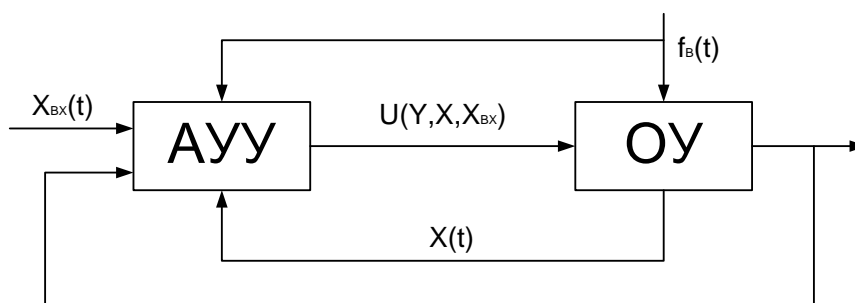 f_В(t)
X_ВХ(t)
U(Y,X,X_ВХ)
АУУ
ОУ
X(t)